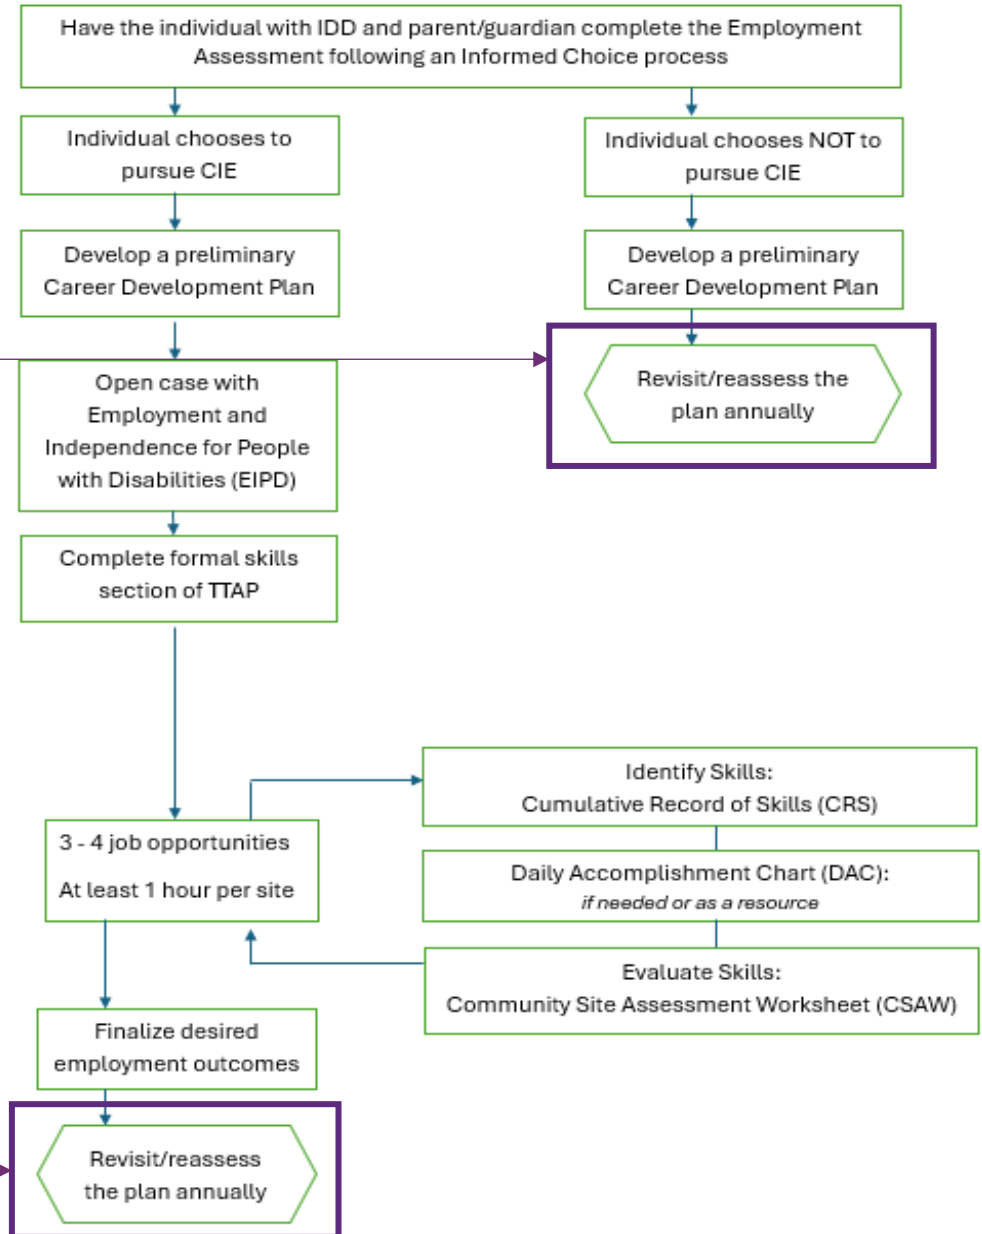 Have the individual with IDD and parent/guardian complete the Employment
Assessment following an Informed Choice process
Individual chooses to
pursue CIE
Individual chooses NOT to
pursue CIE
Develop a preliminary
Career Development Plan
Develop a preliminary
Career Development Plan
Open case with
Employment and
Independence for People
with Disabilities (EIPD)
Revisit/reassess the
plan annually
Complete formal skills
section of TTAP
3 - 4 job opportunities
At least 1 hour per site
Identify Skills:
Cumulative Record of Skills (CRS)
Daily Accomplishment Chart (DAC):
if needed or as a resource
Evaluate Skills:
Community Site Assessment Worksheet (CSAW)
Finalize desired
employment outcomes
Revisit/reassess
the plan annually